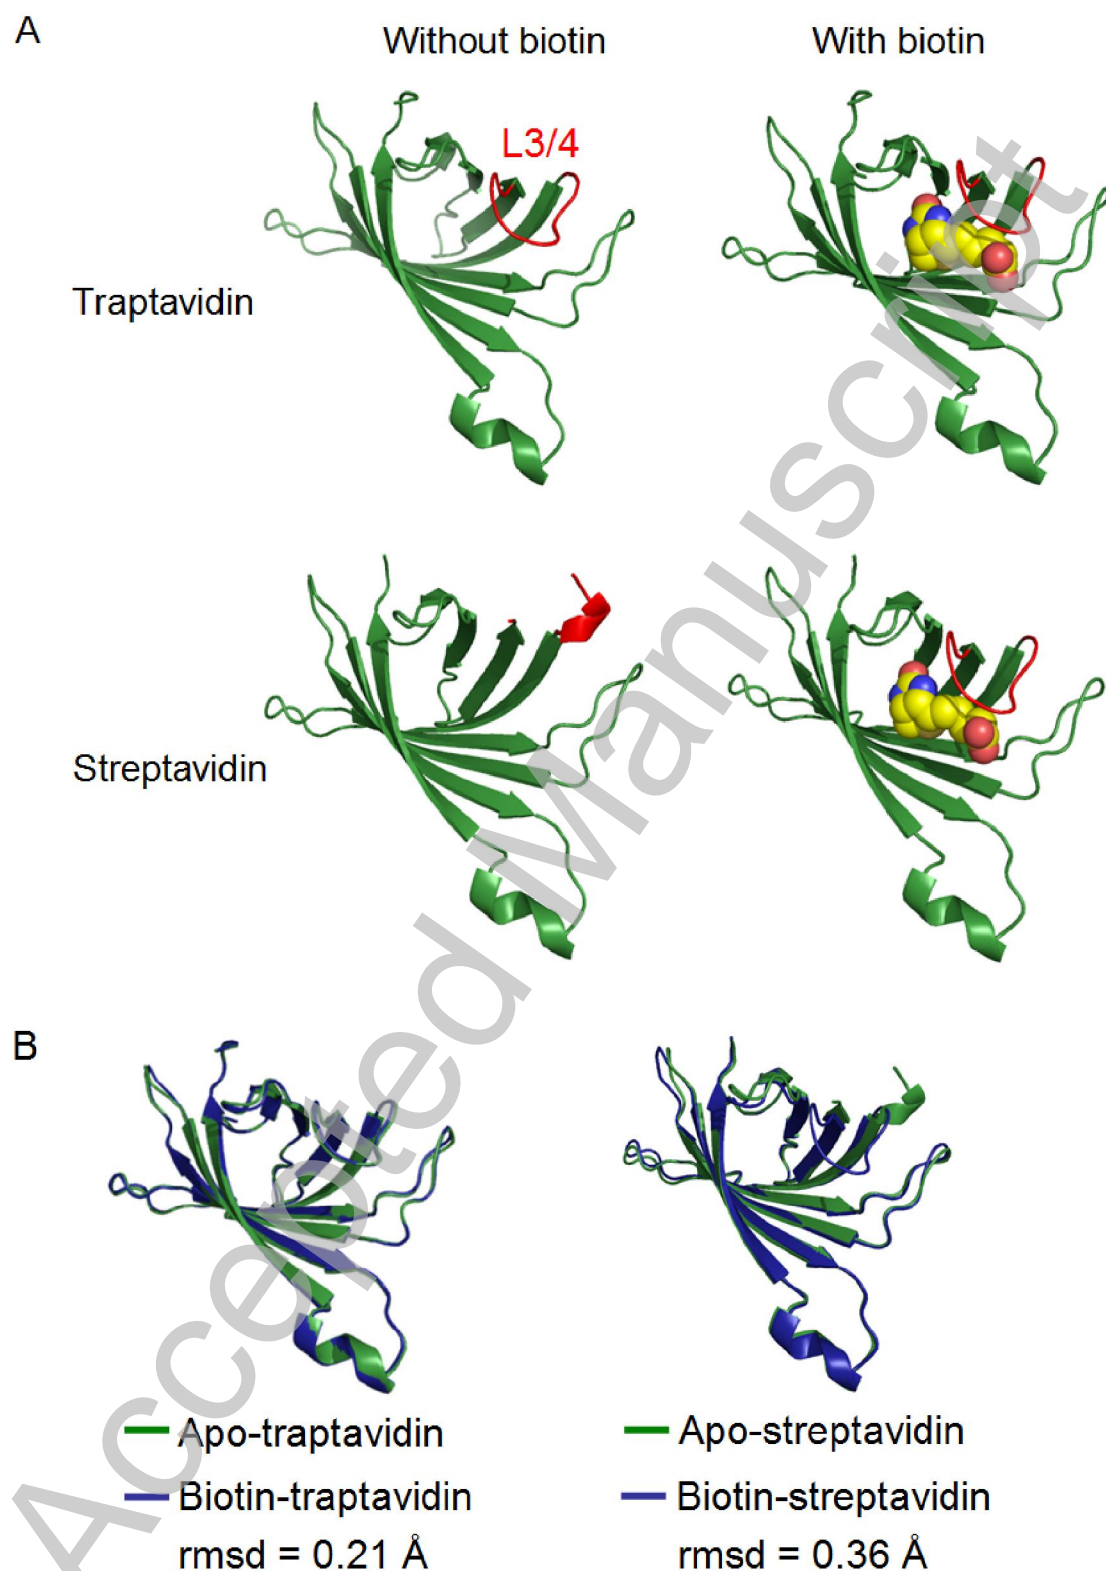 A
Without biotin
With biotin
L3/4
Traptavidin
Streptavidin
B
Apo-traptavidin
Apo-streptavidin
Biotin-traptavidin
Biotin-streptavidin
rmsd = 0.21 Å
rmsd = 0.36 Å
Accepted Manuscript